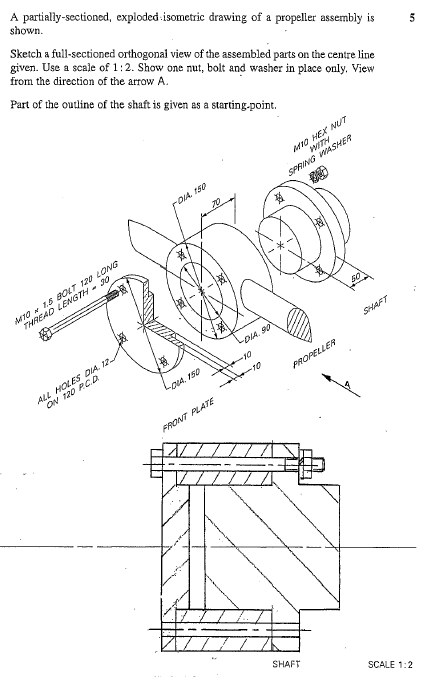 A partially-sectioned, exploded isometric drawing of a propeller assembly is 5
shown.
Sketch a full-sectioned orthogonal view of the assembled parts on the centre line
given. Use a scale of 1:2. Show one nut, bolt and washer in place only. View
from the direction of the arrow A.
Part of the outline of the shaft is given as a starting-point.
M10 HEX NUT
WITH
SPRING WASHER
DIA. 150
70
M10 × 1.5 BOLT 120 LONG
THREAD LENGTH = 30
50
SHAFT
DIA. 90
PROPELLER
10
10
A
ALL HOLES DIA. 12
ON 120 P.C.D.
DIA. 150
FRONT PLATE
SHAFT
SCALE 1:2